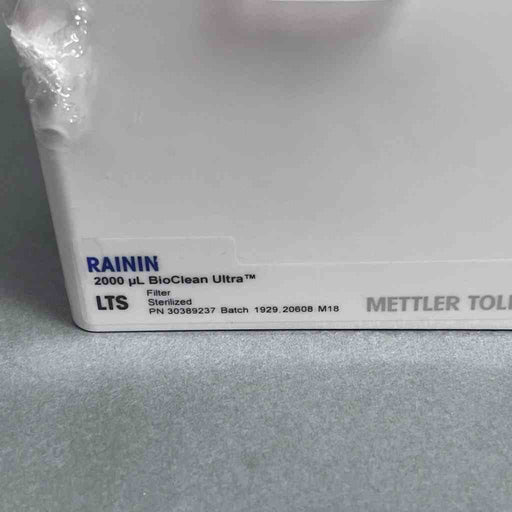 RAININ
2000 µL BioClean Ultra™
LTS
Filter
Sterilized
PN 30389237 Batch 1929.20608 M18
METTLER TOL